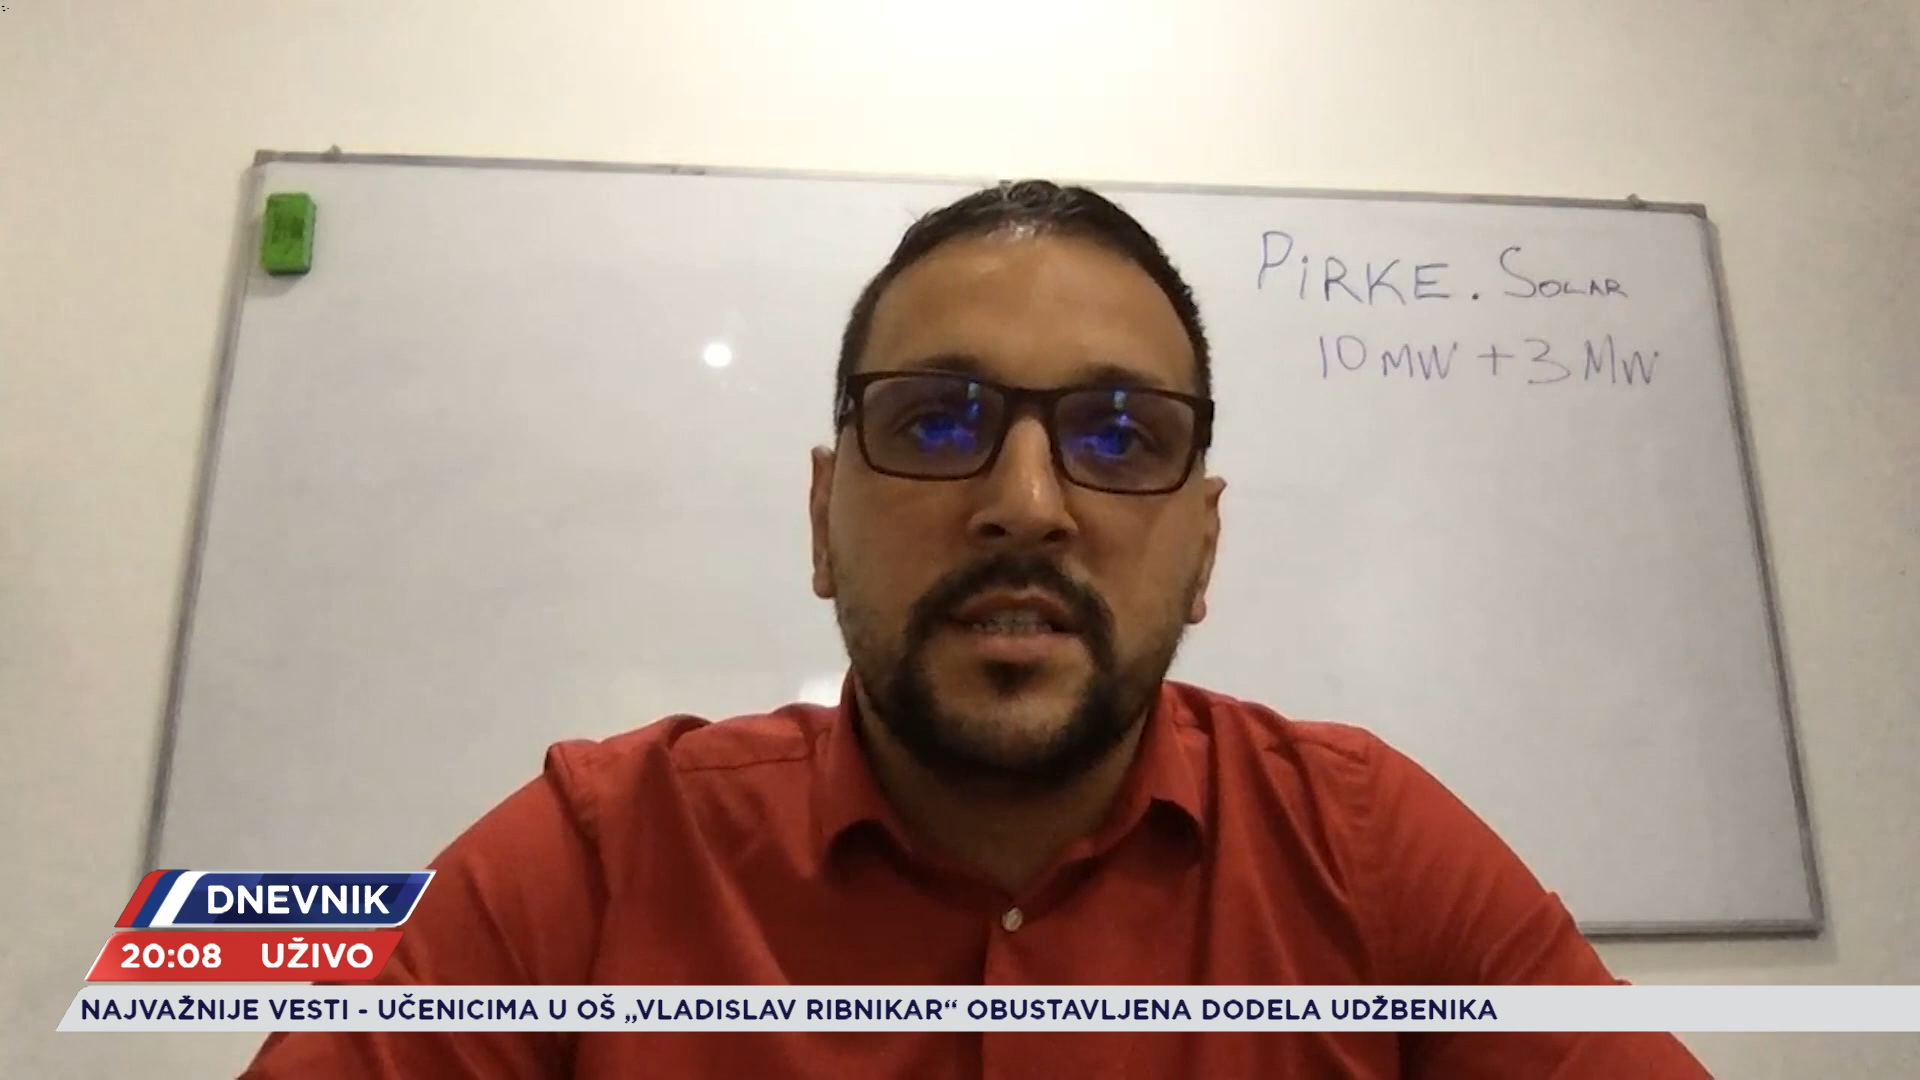 PiRKE. SOLAR
10 MW + 3 MW
DNEVNIK
20:08 UŽIVO
NAJVAŽNIJE VESTI - UČENICIMA U OŠ „VLADISLAV RIBNIKAR“ OBUSTAVLJENA DODELA UDŽBENIKA